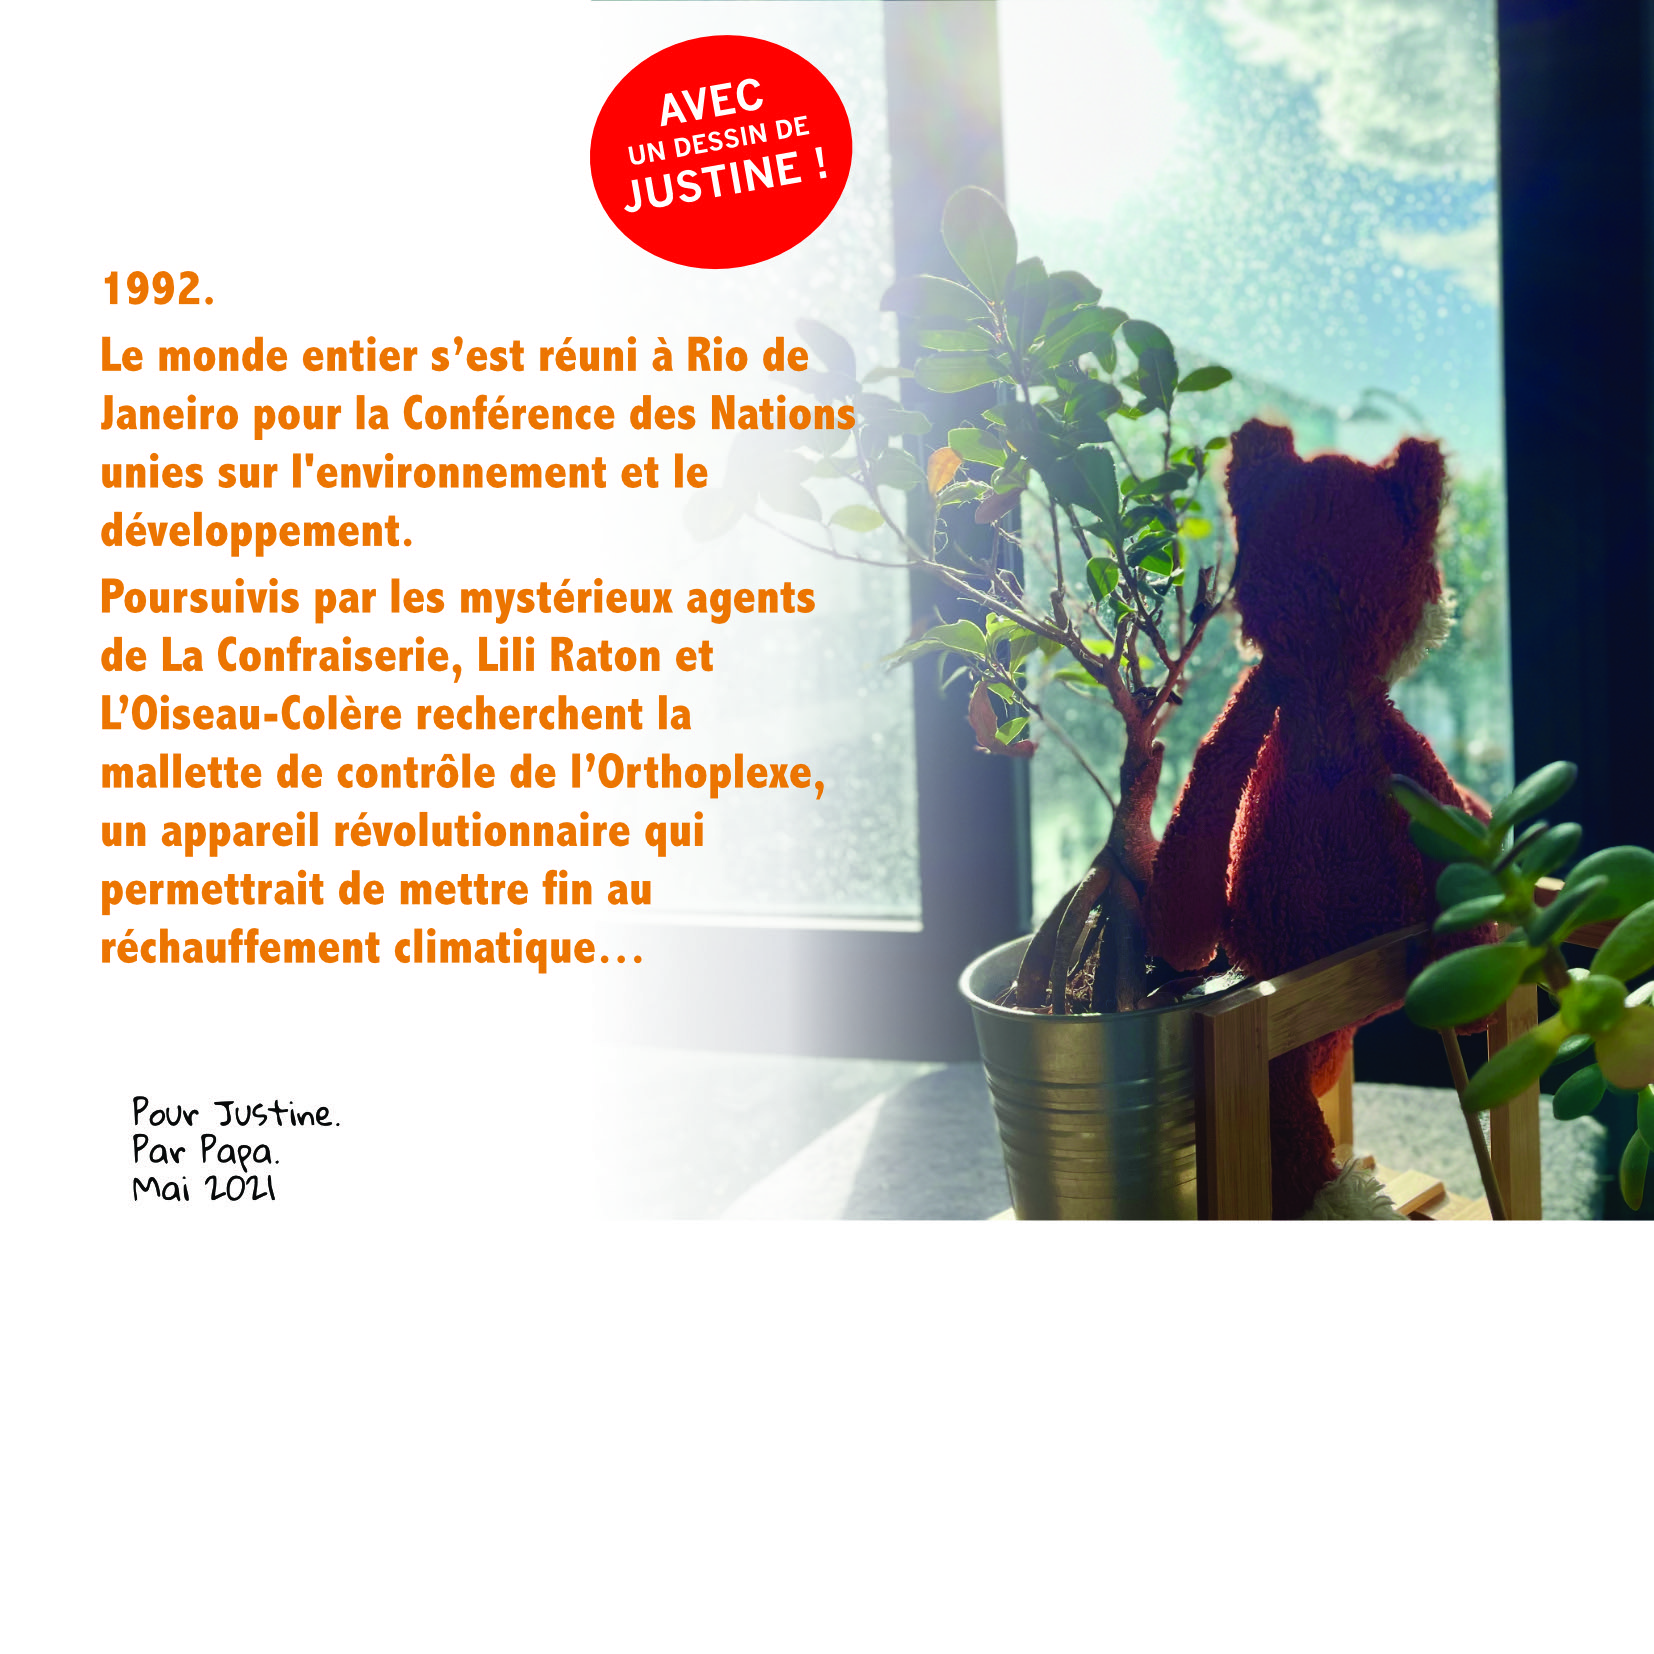 AVEC
UN DESSIN DE
JUSTINE !
1992.
Le monde entier s’est réuni à Rio de
Janeiro pour la Conférence des Nations
unies sur l'environnement et le
développement.
Poursuivis par les mystérieux agents
de La Confraiserie, Lili Raton et
L’Oiseau-Colère recherchent la
mallette de contrôle de l’Orthoplexe,
un appareil révolutionnaire qui
permettrait de mettre fin au
réchauffement climatique…
Pour Justine.
Par Papa.
Mai 2021